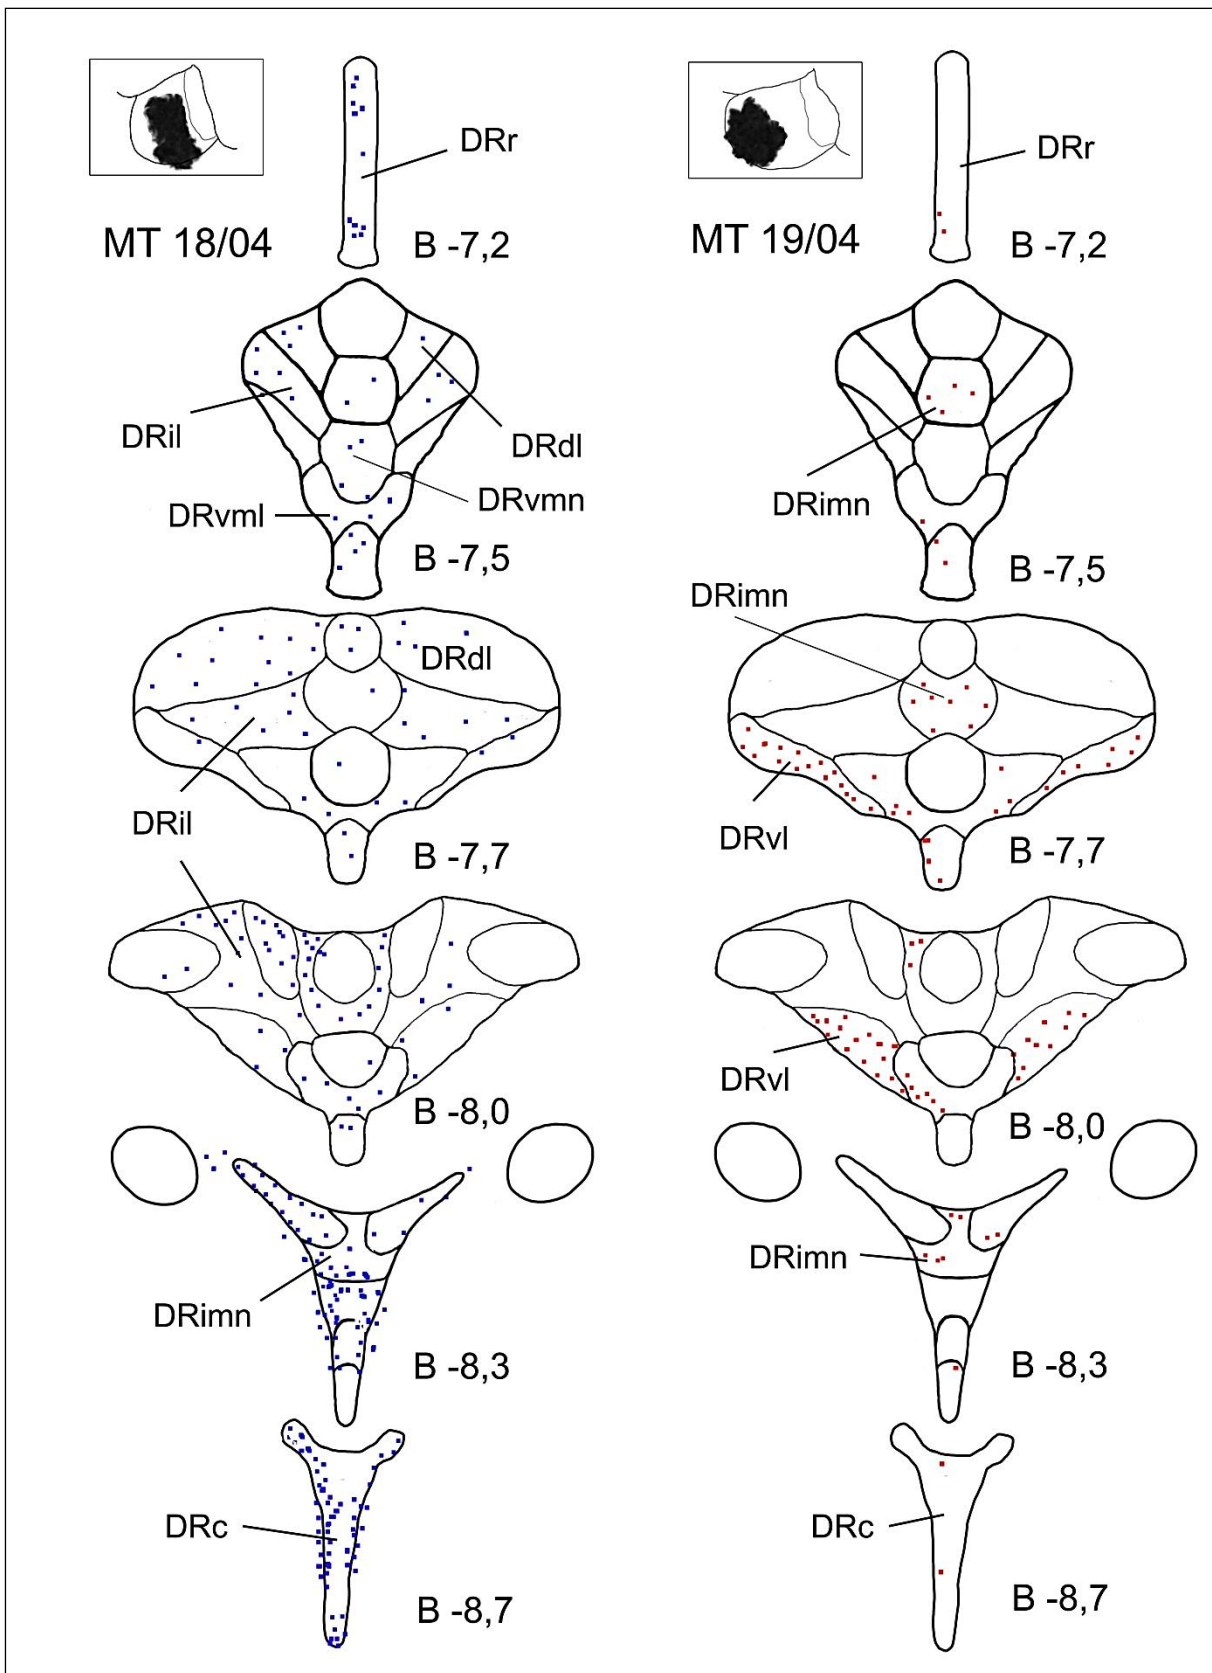 DRr
MT 18/04
B -7,2
DRil
DRdl
DRvmn
DRvml
B -7,5
DRdl
DRil
B -7,7
B -8,0
DRimn
B -8,3
DRc
B -8,7
DRr
MT 19/04
B -7,2
DRimn
B -7,5
DRimn
DRvl
B -7,7
DRvl
B -8,0
DRimn
B -8,3
DRc
B -8,7